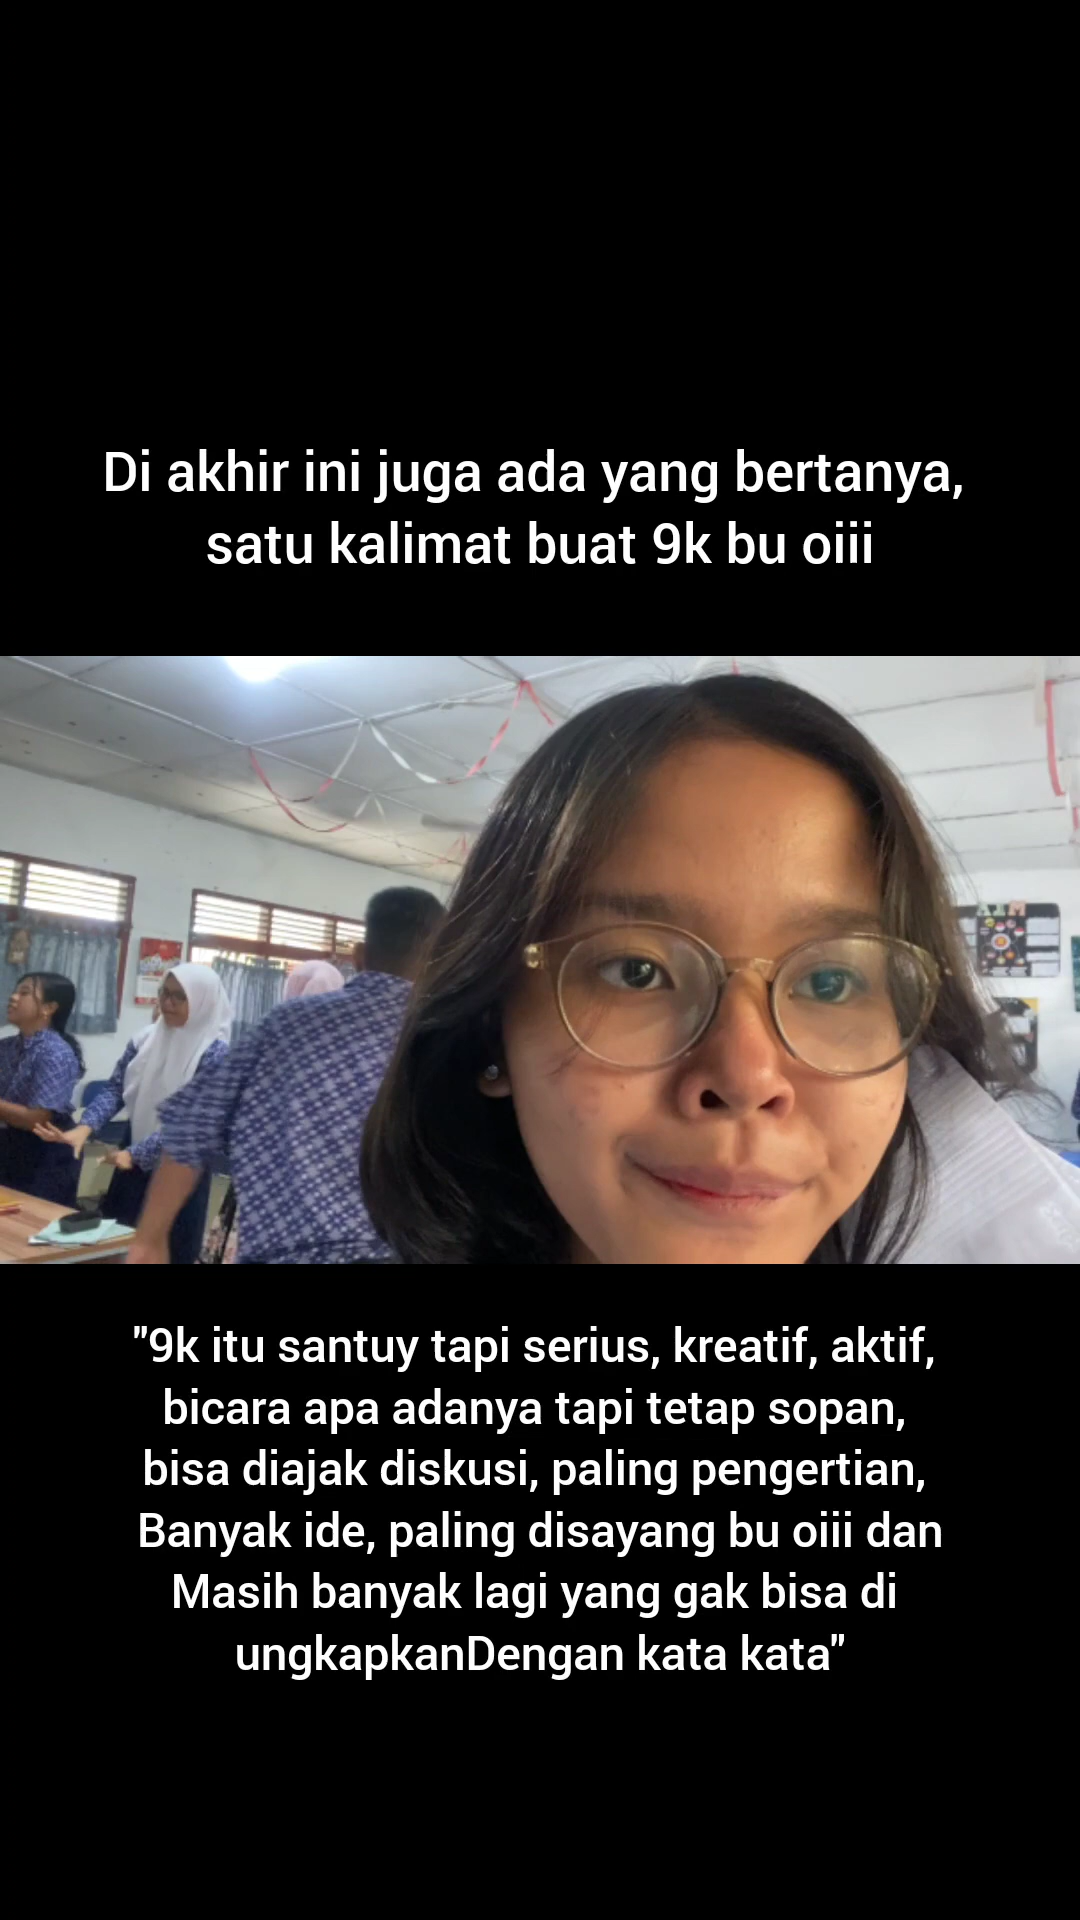 Di akhir ini juga ada yang bertanya,
satu kalimat buat 9k bu oiii
"9k itu santuy tapi serius, kreatif, aktif,
bicara apa adanya tapi tetap sopan,
bisa diajak diskusi, paling pengertian,
Banyak ide, paling disayang bu oiii dan
Masih banyak lagi yang gak bisa di
ungkapkanDengan kata kata"